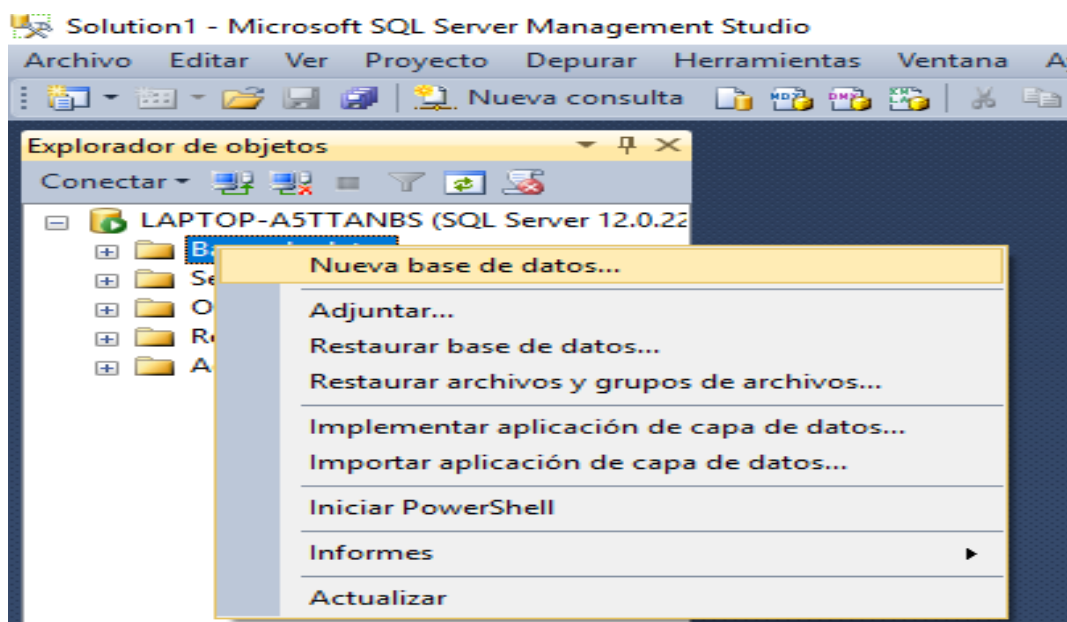 Solution1 - Microsoft SQL Server Management Studio
Archivo Editar Ver Proyecto Depurar Herramientas Ventana
Nueva consulta
Explorador de objetos
Conectar
LAPTOP-A5TTANBS (SQL Server 12.0.22
Nueva base de datos...
Adjuntar...
Restaurar base de datos...
Restaurar archivos y grupos de archivos...
Implementar aplicación de capa de datos...
Importar aplicación de capa de datos...
Iniciar PowerShell
Informes
Actualizar